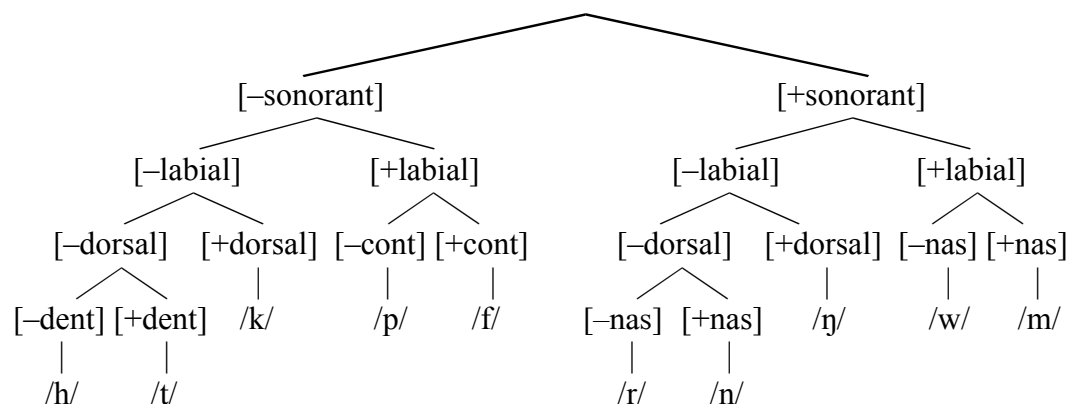 [–sonorant] [+sonorant]
[–labial] [+labial] [–labial] [+labial]
[–dorsal] [+dorsal] [–cont] [+cont] [–dorsal] [+dorsal] [–nas] [+nas]
[–dent] [+dent] /k/ /p/ /f/ [–nas] [+nas] /ŋ/ /w/ /m/
/h/ /t/ /r/ /n/